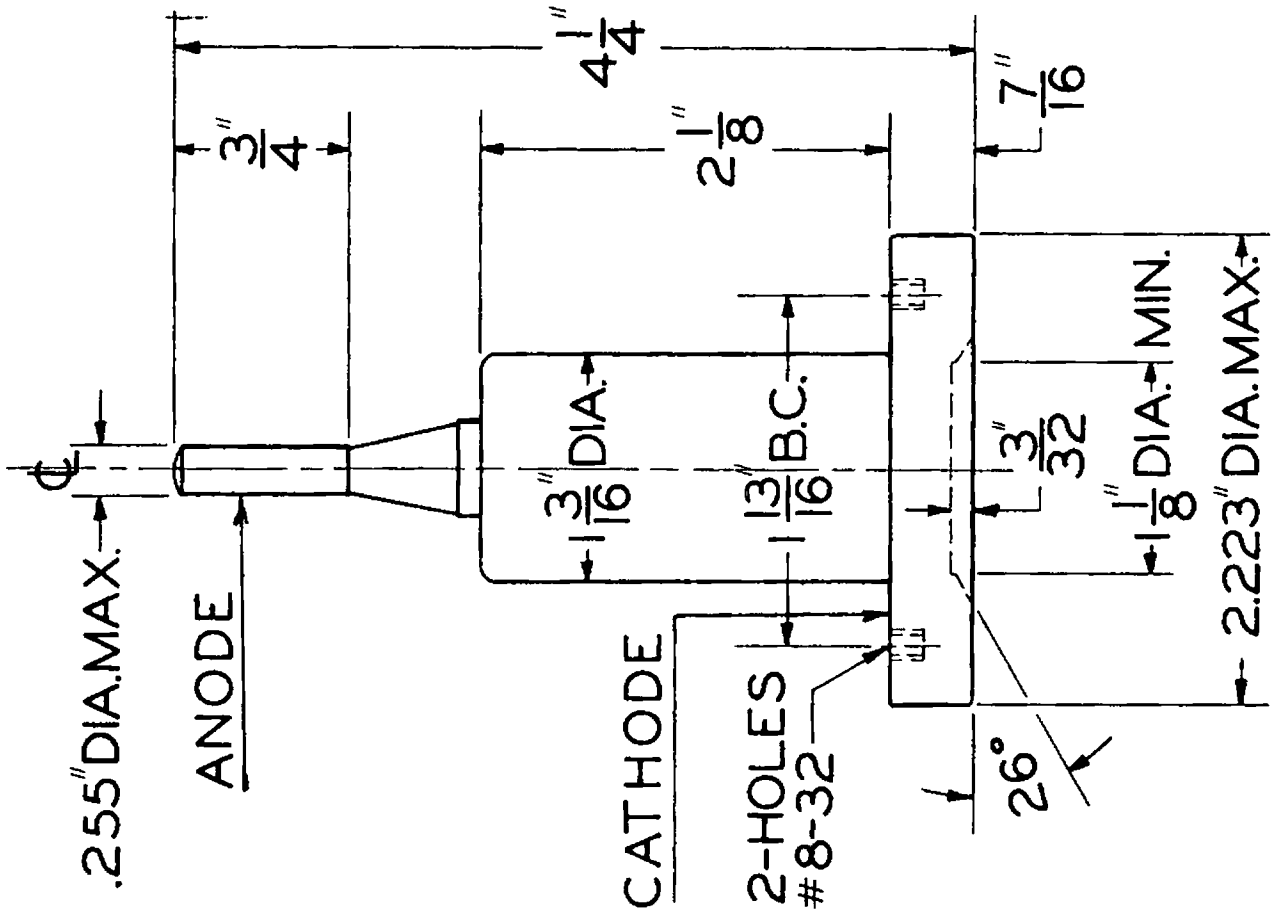 ℄
.255" DIA. MAX.
ANODE
3/4"
4 1/4"
2 1/8"
7/16"
1 3/16" DIA.
1 13/16" B.C.
CATHODE
2-HOLES
#8-32
3/32"
26°
1 1/8" DIA. MIN.
2.223" DIA. MAX.